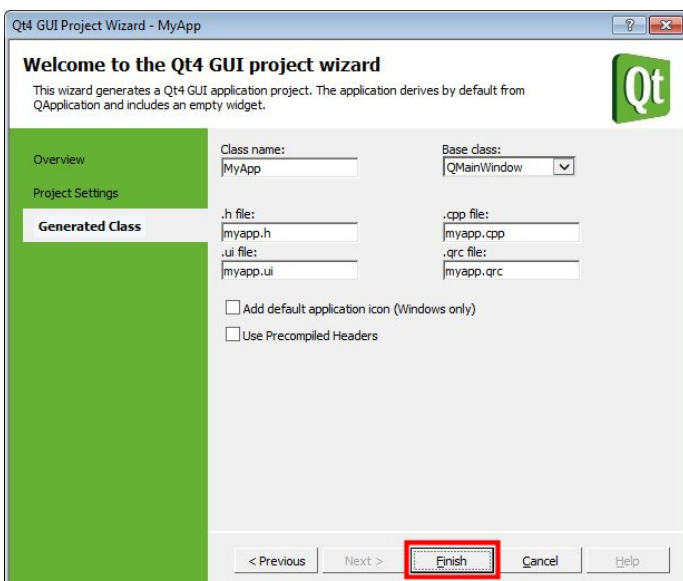 Qt4 GUI Project Wizard - MyApp
Welcome to the Qt4 GUI project wizard
This wizard generates a Qt4 GUI application project. The application derives by default from
QApplication and includes an empty widget.
Qt
Overview
Project Settings
Generated Class
Class name:
MyApp
Base class:
QMainWindow
.h file:
myapp.h
.cpp file:
myapp.cpp
.ui file:
myapp.ui
.qrc file:
myapp.qrc
Add default application icon (Windows only)
Use Precompiled Headers
< Previous
Next >
Finish
Cancel
Help